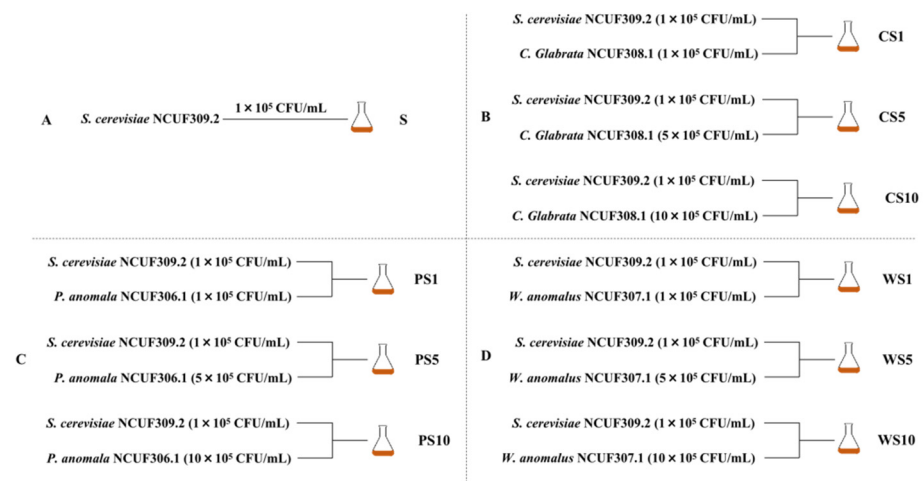 A S. cerevisiae NCUF309.2 1 × 10⁵ CFU/mL S
B
S. cerevisiae NCUF309.2 (1 × 10⁵ CFU/mL)
C. Glabrata NCUF308.1 (1 × 10⁵ CFU/mL)
CS1
S. cerevisiae NCUF309.2 (1 × 10⁵ CFU/mL)
C. Glabrata NCUF308.1 (5 × 10⁵ CFU/mL)
CS5
S. cerevisiae NCUF309.2 (1 × 10⁵ CFU/mL)
C. Glabrata NCUF308.1 (10 × 10⁵ CFU/mL)
CS10
C
S. cerevisiae NCUF309.2 (1 × 10⁵ CFU/mL)
P. anomala NCUF306.1 (1 × 10⁵ CFU/mL)
PS1
S. cerevisiae NCUF309.2 (1 × 10⁵ CFU/mL)
P. anomala NCUF306.1 (5 × 10⁵ CFU/mL)
PS5
S. cerevisiae NCUF309.2 (1 × 10⁵ CFU/mL)
P. anomala NCUF306.1 (10 × 10⁵ CFU/mL)
PS10
D
S. cerevisiae NCUF309.2 (1 × 10⁵ CFU/mL)
W. anomalus NCUF307.1 (1 × 10⁵ CFU/mL)
WS1
S. cerevisiae NCUF309.2 (1 × 10⁵ CFU/mL)
W. anomalus NCUF307.1 (5 × 10⁵ CFU/mL)
WS5
S. cerevisiae NCUF309.2 (1 × 10⁵ CFU/mL)
W. anomalus NCUF307.1 (10 × 10⁵ CFU/mL)
WS10